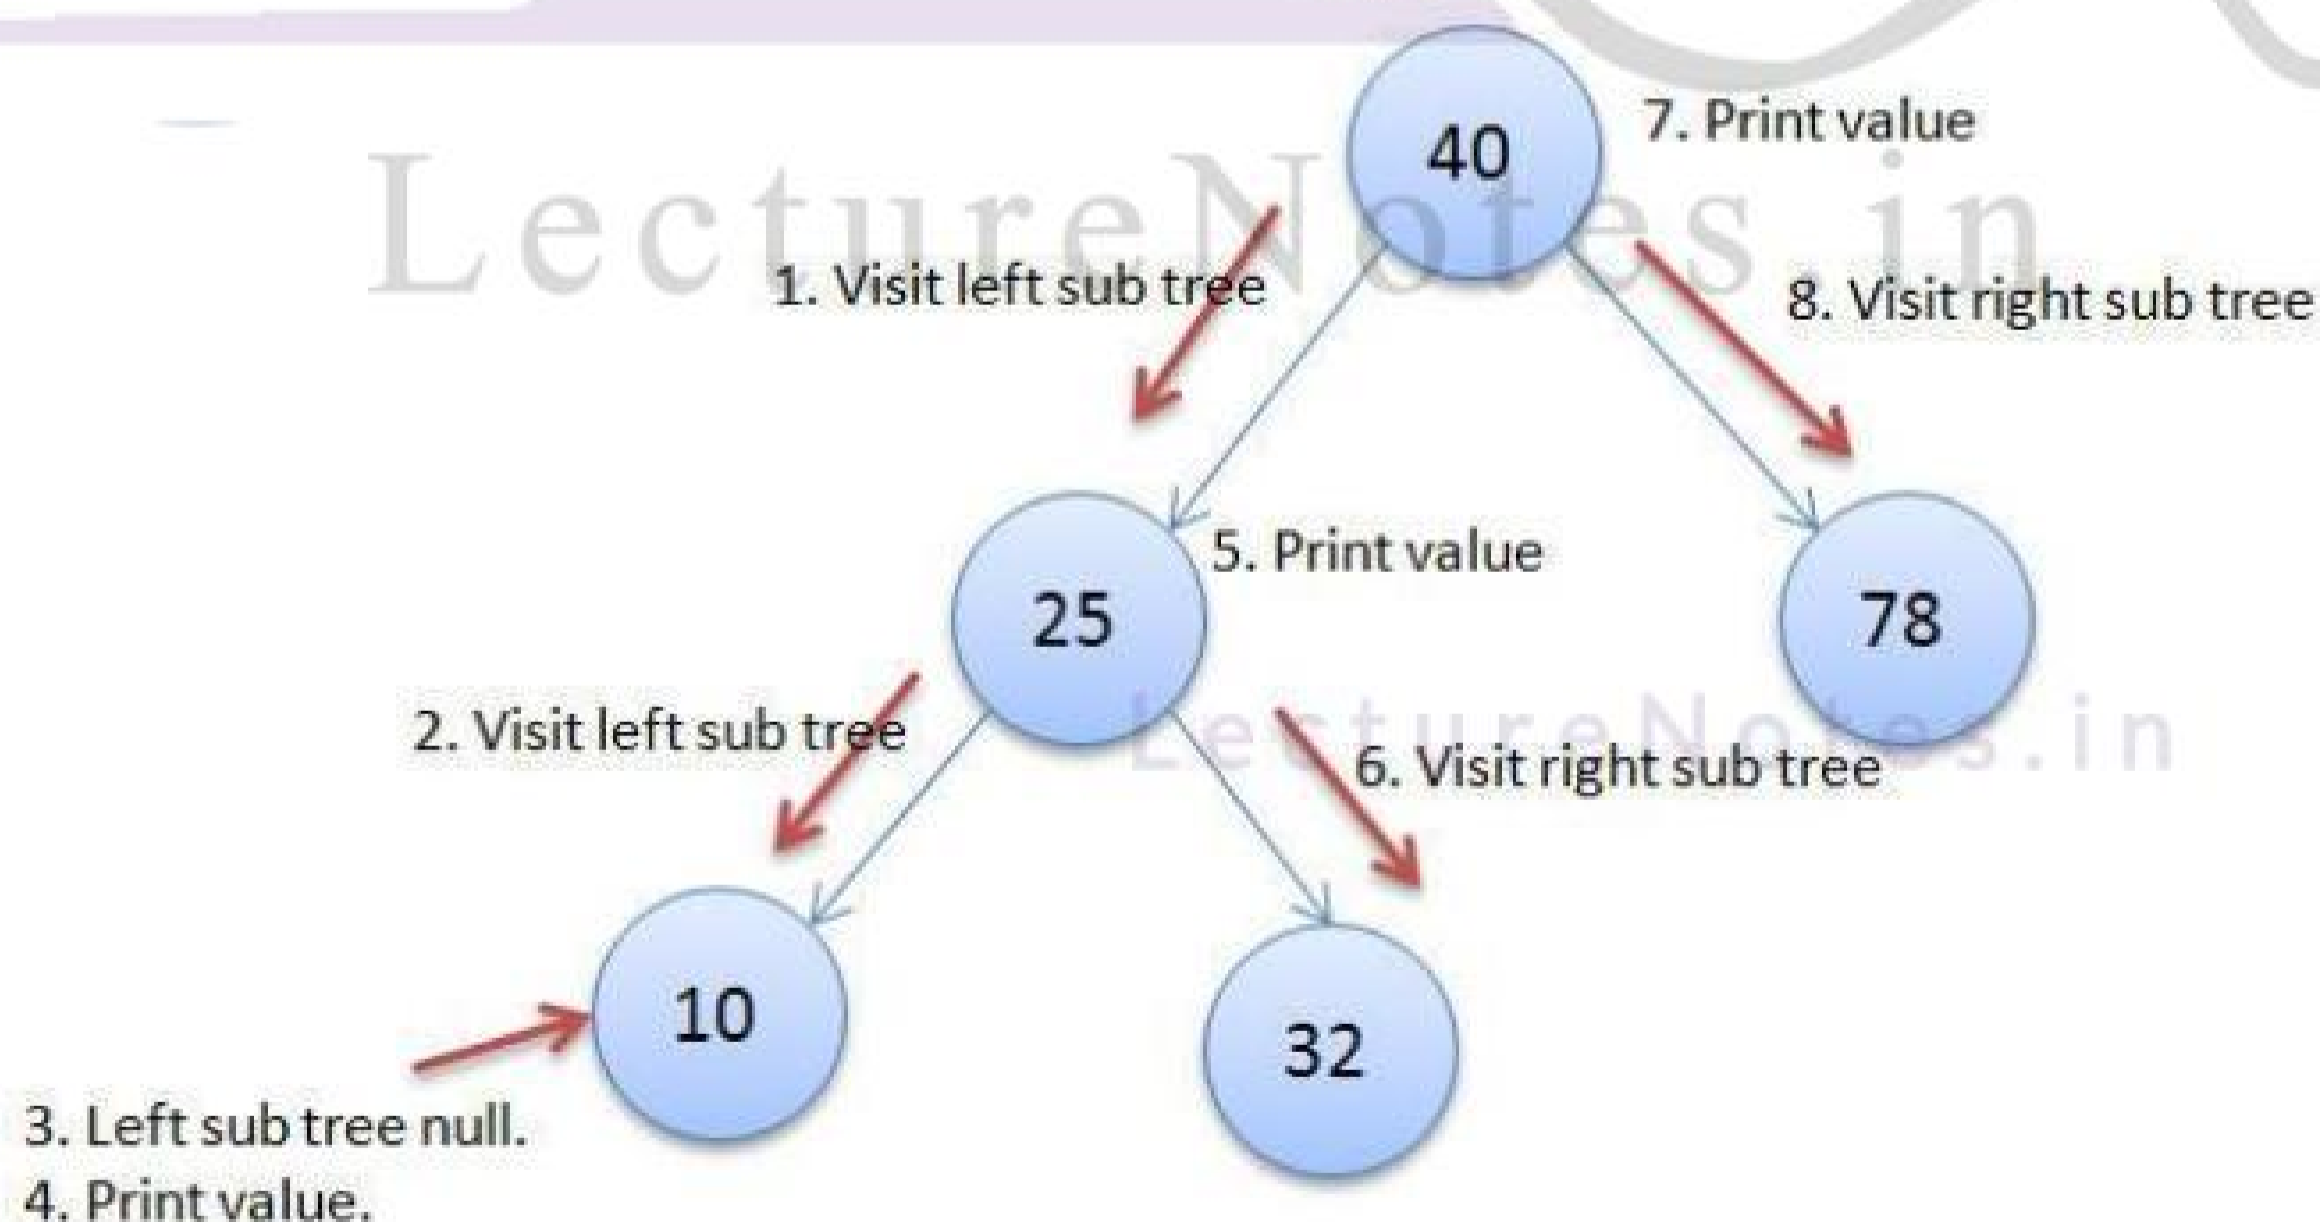 40
7. Print value
LectureNotes.in
1. Visit left sub tree
8. Visit right sub tree
5. Print value
25
78
LectureNotes.in
2. Visit left sub tree
6. Visit right sub tree
10
32
3. Left sub tree null.
4. Print value.